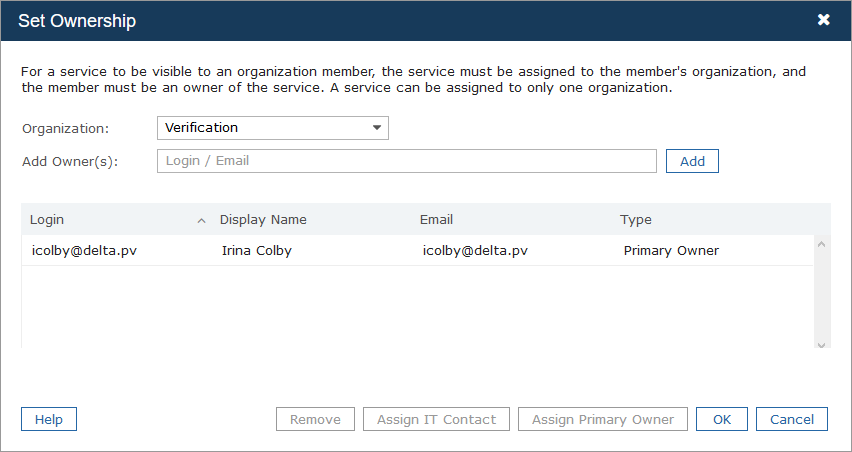 Set Ownership
For a service to be visible to an organization member, the service must be assigned to the member's organization, and
the member must be an owner of the service. A service can be assigned to only one organization.
Organization: Verification
Add Owner(s): Login / Email Add
Login Display Name Email Type
icolby@delta.pv Irina Colby icolby@delta.pv Primary Owner
Help Remove Assign IT Contact Assign Primary Owner OK Cancel